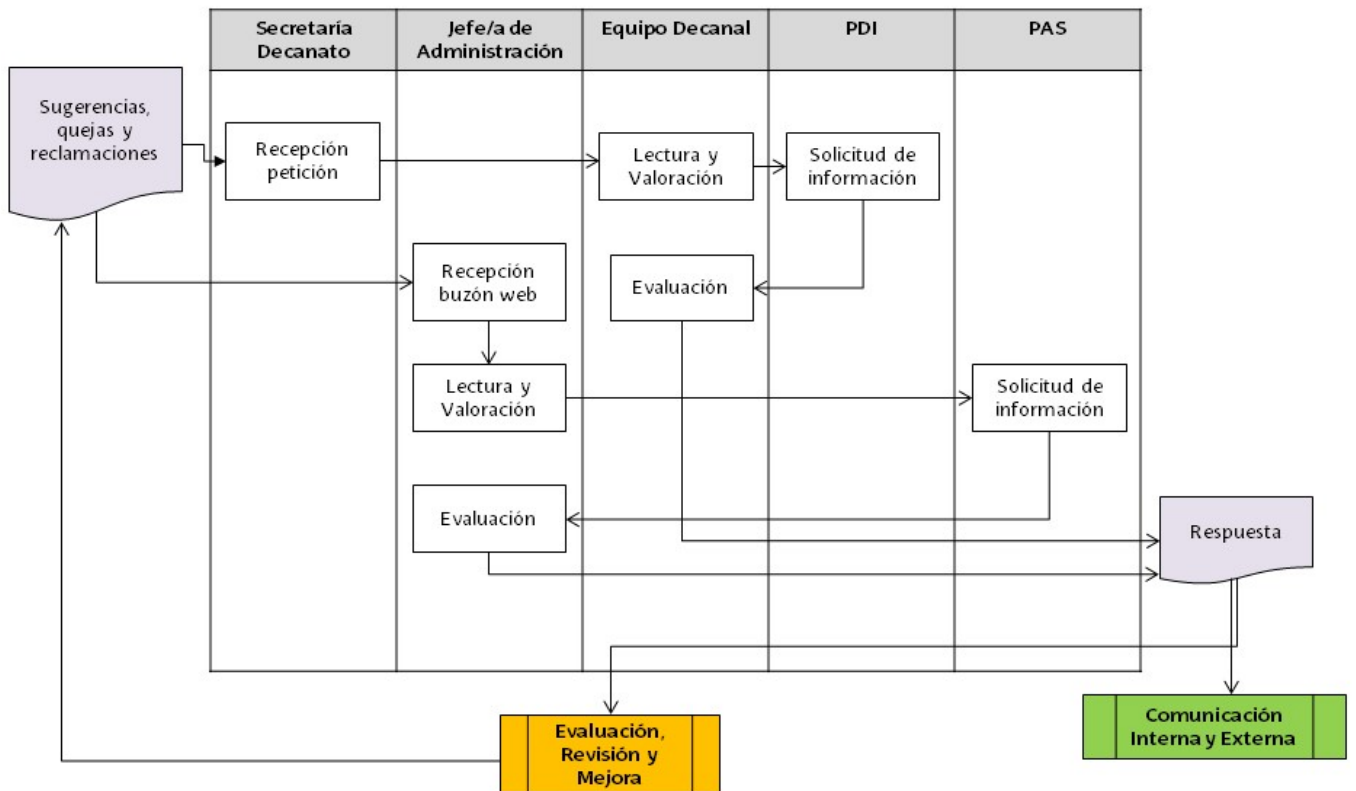 Secretaría
Decanato
Jefe/a de
Administración
Equipo Decanal
PDI
PAS
Sugerencias,
quejas y
reclamaciones
Recepción
petición
Lectura y
Valoración
Solicitud de
información
Recepción
buzón web
Evaluación
Lectura y
Valoración
Solicitud de
información
Evaluación
Respuesta
Evaluación,
Revisión y
Mejora
Comunicación
Interna y Externa